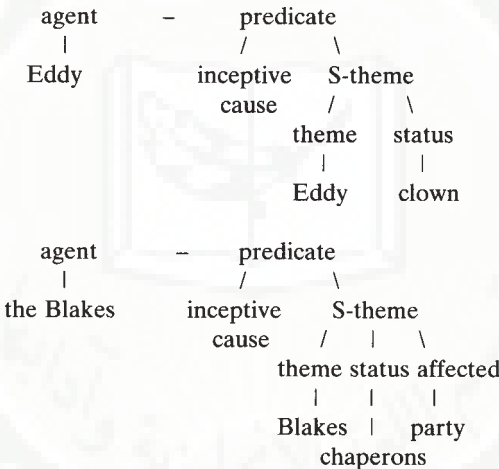 agent – predicate
| / \
Eddy inceptive S-theme
cause / \
theme status
| |
Eddy clown
agent – predicate
| / \
the Blakes inceptive S-theme
cause / | \
theme status affected
| | |
Blakes | party
chaperons